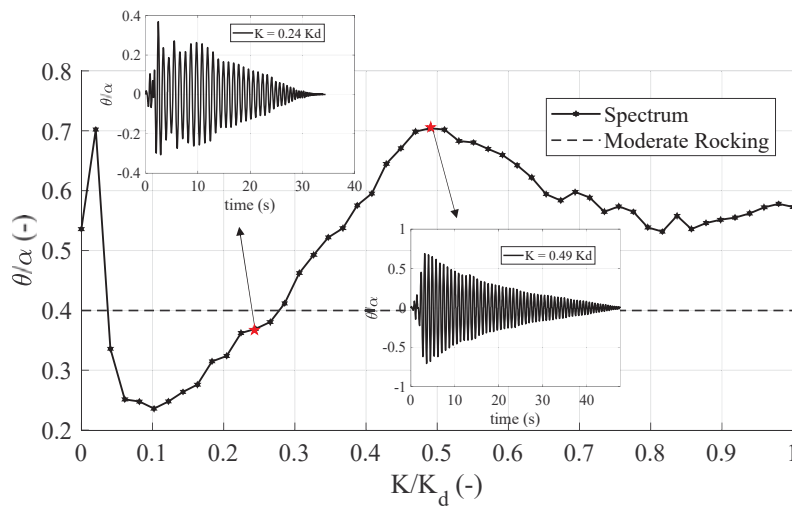 0.4
0.2
0
-0.2
-0.4
θ/α
K = 0.24 Kd
0 10 20 30 40
time (s)
0.8
0.7
0.6
0.5
0.4
0.3
0.2
θ/α (-)
Spectrum
Moderate Rocking
1
0.5
0
-0.5
-1
θ/α
K = 0.49 Kd
0 10 20 30 40
time (s)
0 0.1 0.2 0.3 0.4 0.5 0.6 0.7 0.8 0.9 1
K/K_d (-)